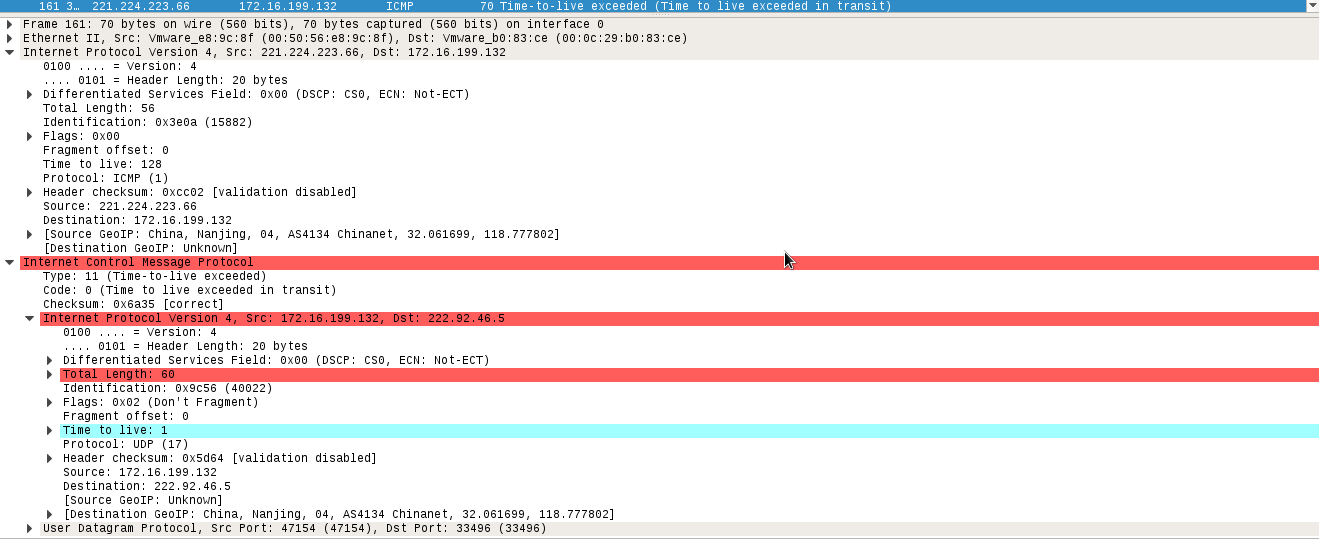 161 3… 221.224.223.66 172.16.199.132 ICMP 70 Time-to-live exceeded (Time to live exceeded in transit)
Frame 161: 70 bytes on wire (560 bits), 70 bytes captured (560 bits) on interface 0
Ethernet II, Src: Vmware_e8:9c:8f (00:50:56:e8:9c:8f), Dst: Vmware_b0:83:ce (00:0c:29:b0:83:ce)
Internet Protocol Version 4, Src: 221.224.223.66, Dst: 172.16.199.132
0100 .... = Version: 4
.... 0101 = Header Length: 20 bytes
Differentiated Services Field: 0x00 (DSCP: CS0, ECN: Not-ECT)
Total Length: 56
Identification: 0x3e0a (15882)
Flags: 0x00
Fragment offset: 0
Time to live: 128
Protocol: ICMP (1)
Header checksum: 0xcc02 [validation disabled]
Source: 221.224.223.66
Destination: 172.16.199.132
[Source GeoIP: China, Nanjing, 04, AS4134 Chinanet, 32.061699, 118.777802]
[Destination GeoIP: Unknown]
Internet Control Message Protocol
Type: 11 (Time-to-live exceeded)
Code: 0 (Time to live exceeded in transit)
Checksum: 0x6a35 [correct]
Internet Protocol Version 4, Src: 172.16.199.132, Dst: 222.92.46.5
0100 .... = Version: 4
.... 0101 = Header Length: 20 bytes
Differentiated Services Field: 0x00 (DSCP: CS0, ECN: Not-ECT)
Total Length: 60
Identification: 0x9c56 (40022)
Flags: 0x02 (Don't Fragment)
Fragment offset: 0
Time to live: 1
Protocol: UDP (17)
Header checksum: 0x5d64 [validation disabled]
Source: 172.16.199.132
Destination: 222.92.46.5
[Source GeoIP: Unknown]
[Destination GeoIP: China, Nanjing, 04, AS4134 Chinanet, 32.061699, 118.777802]
User Datagram Protocol, Src Port: 47154 (47154), Dst Port: 33496 (33496)